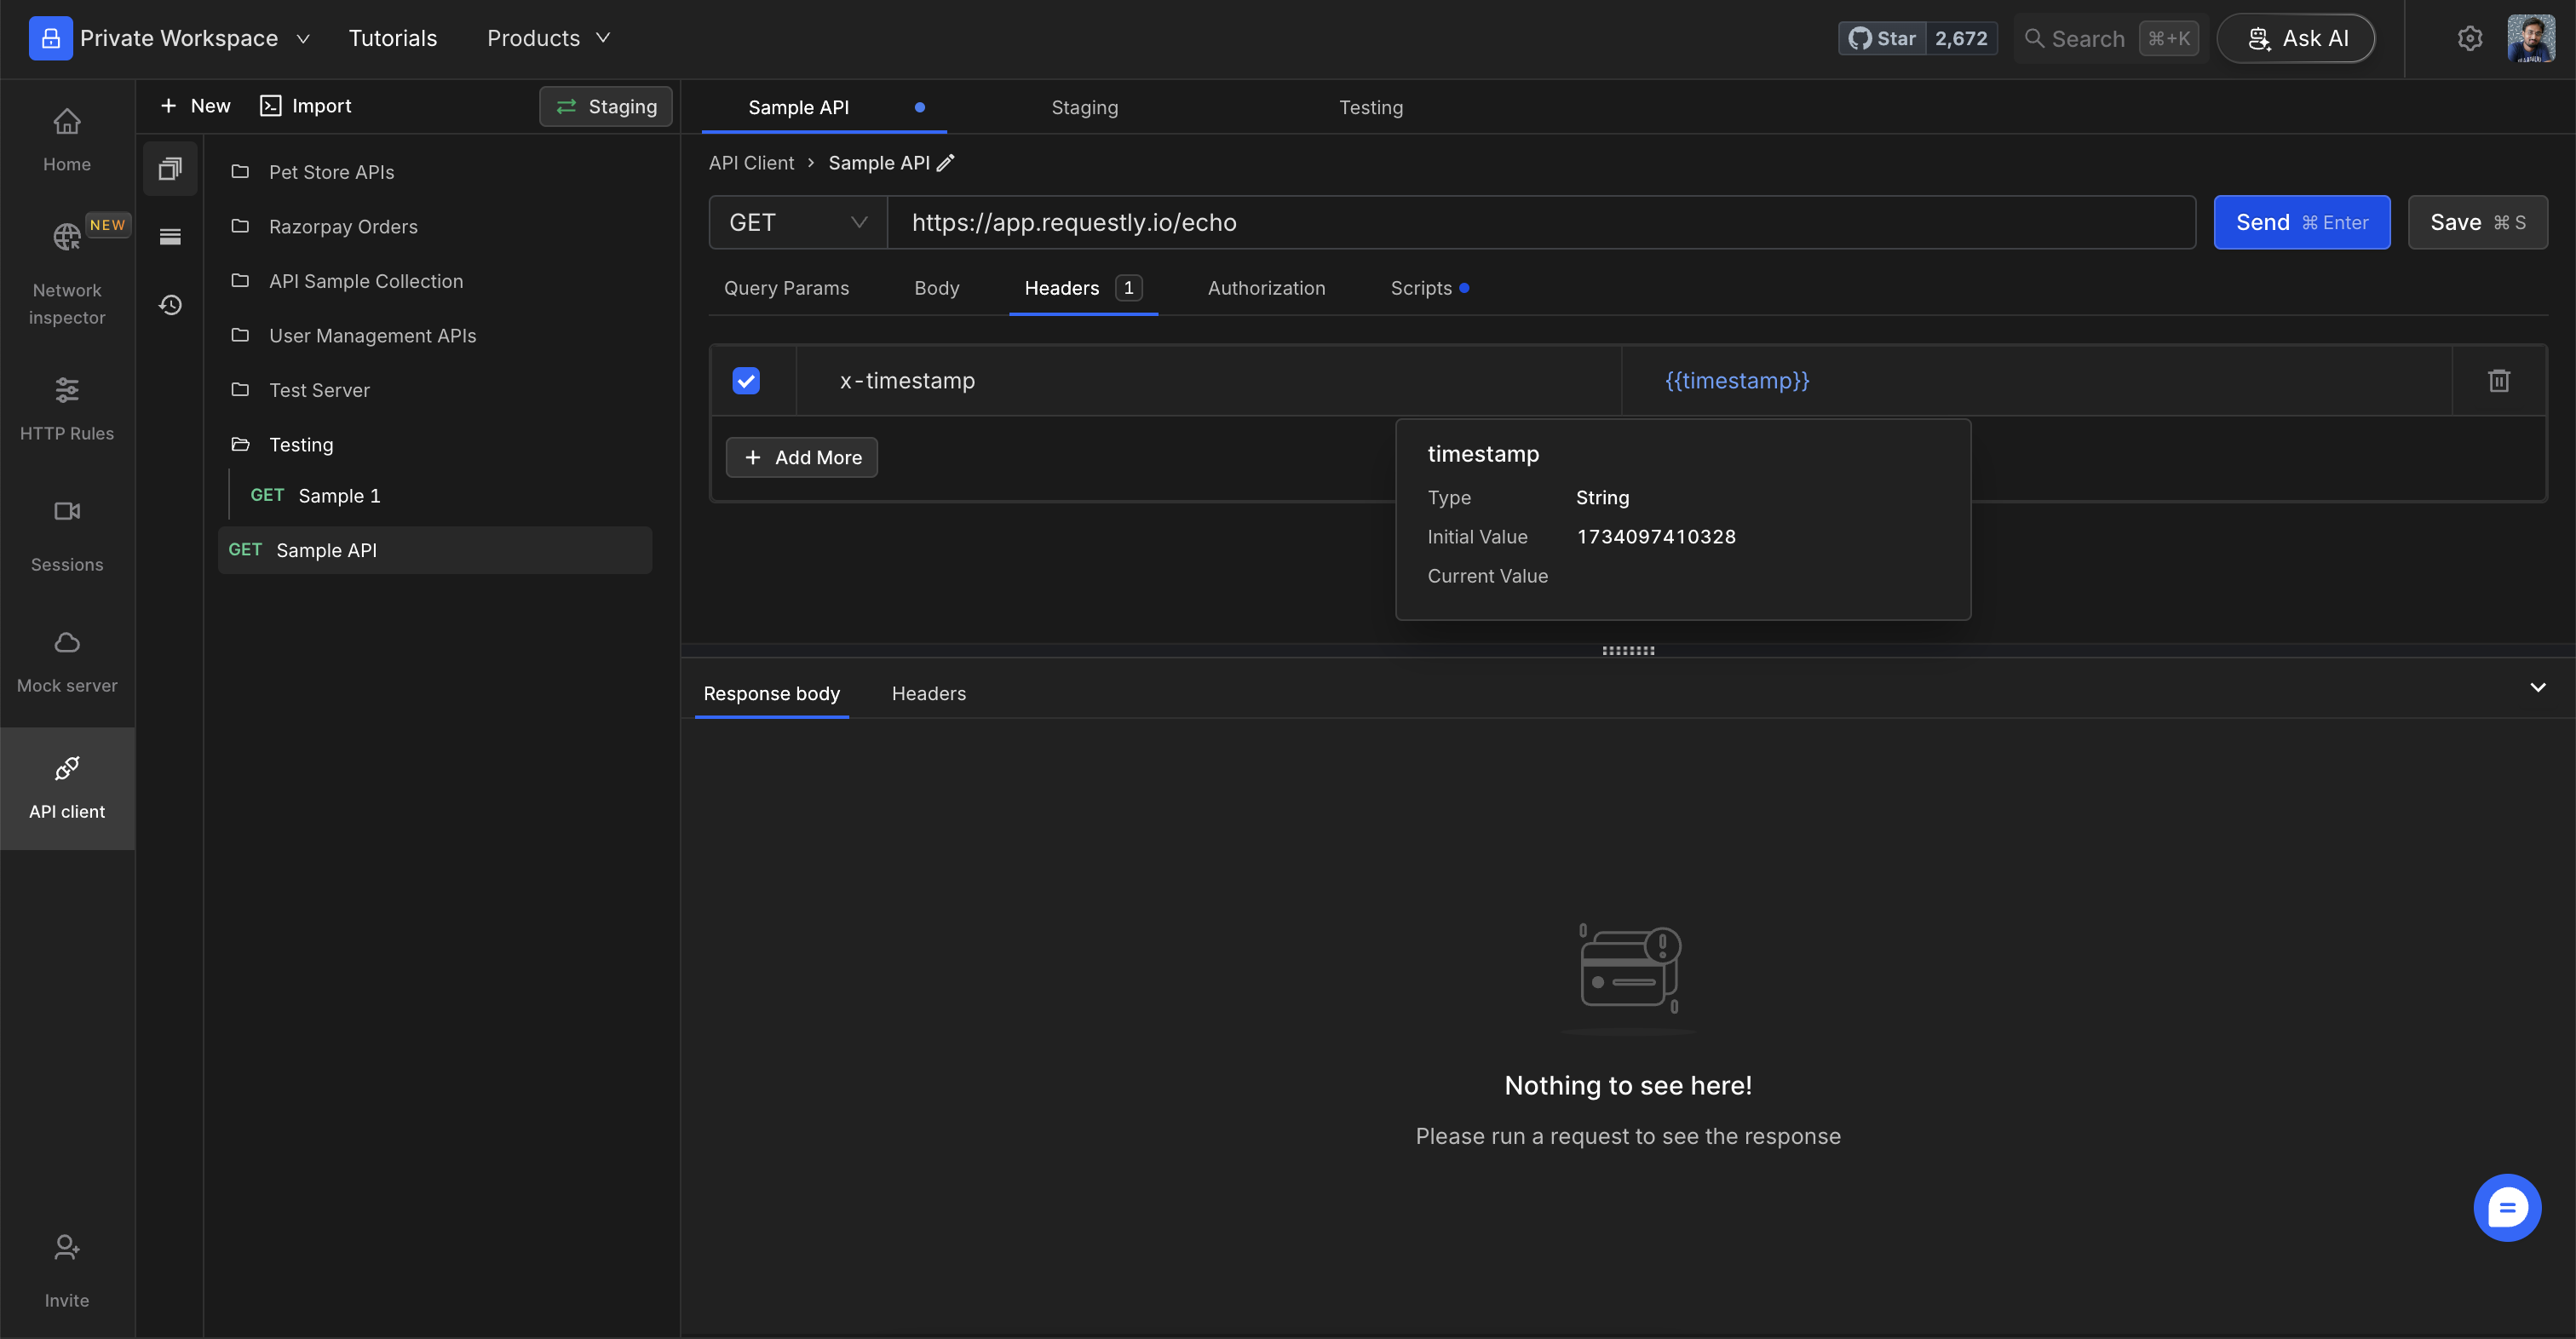 Private Workspace
Tutorials
Products
Star 2,672
Search ⌘+K
Ask AI
Home
NEW
Network
inspector
HTTP Rules
Sessions
Mock server
API client
Invite
+ New
Import
Staging
Pet Store APIs
Razorpay Orders
API Sample Collection
User Management APIs
Test Server
Testing
GET Sample 1
GET Sample API
Sample API
Staging
Testing
API Client > Sample API
GET
https://app.requestly.io/echo
Send ⌘ Enter
Save ⌘ S
Query Params
Body
Headers 1
Authorization
Scripts
x-timestamp
{{timestamp}}
+ Add More
timestamp
Type String
Initial Value 1734097410328
Current Value
Response body
Headers
Nothing to see here!
Please run a request to see the response